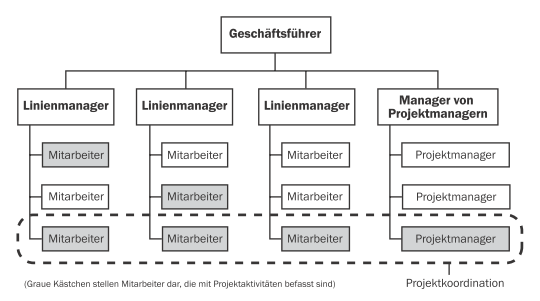 Geschäftsführer
Linienmanager
Linienmanager
Linienmanager
Manager von
Projektmanagern
Mitarbeiter
Mitarbeiter
Mitarbeiter
Projektmanager
Mitarbeiter
Mitarbeiter
Mitarbeiter
Projektmanager
Mitarbeiter
Mitarbeiter
Mitarbeiter
Projektmanager
(Graue Kästchen stellen Mitarbeiter dar, die mit Projektaktivitäten befasst sind)
Projektkoordination